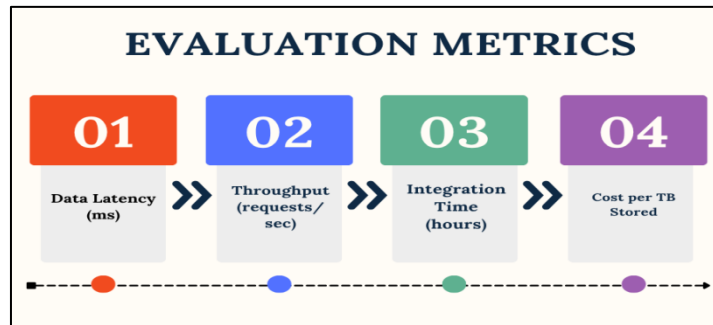 EVALUATION METRICS
01
02
03
04
Data Latency
(ms)
Throughput
(requests/
sec)
Integration
Time
(hours)
Cost per TB
Stored